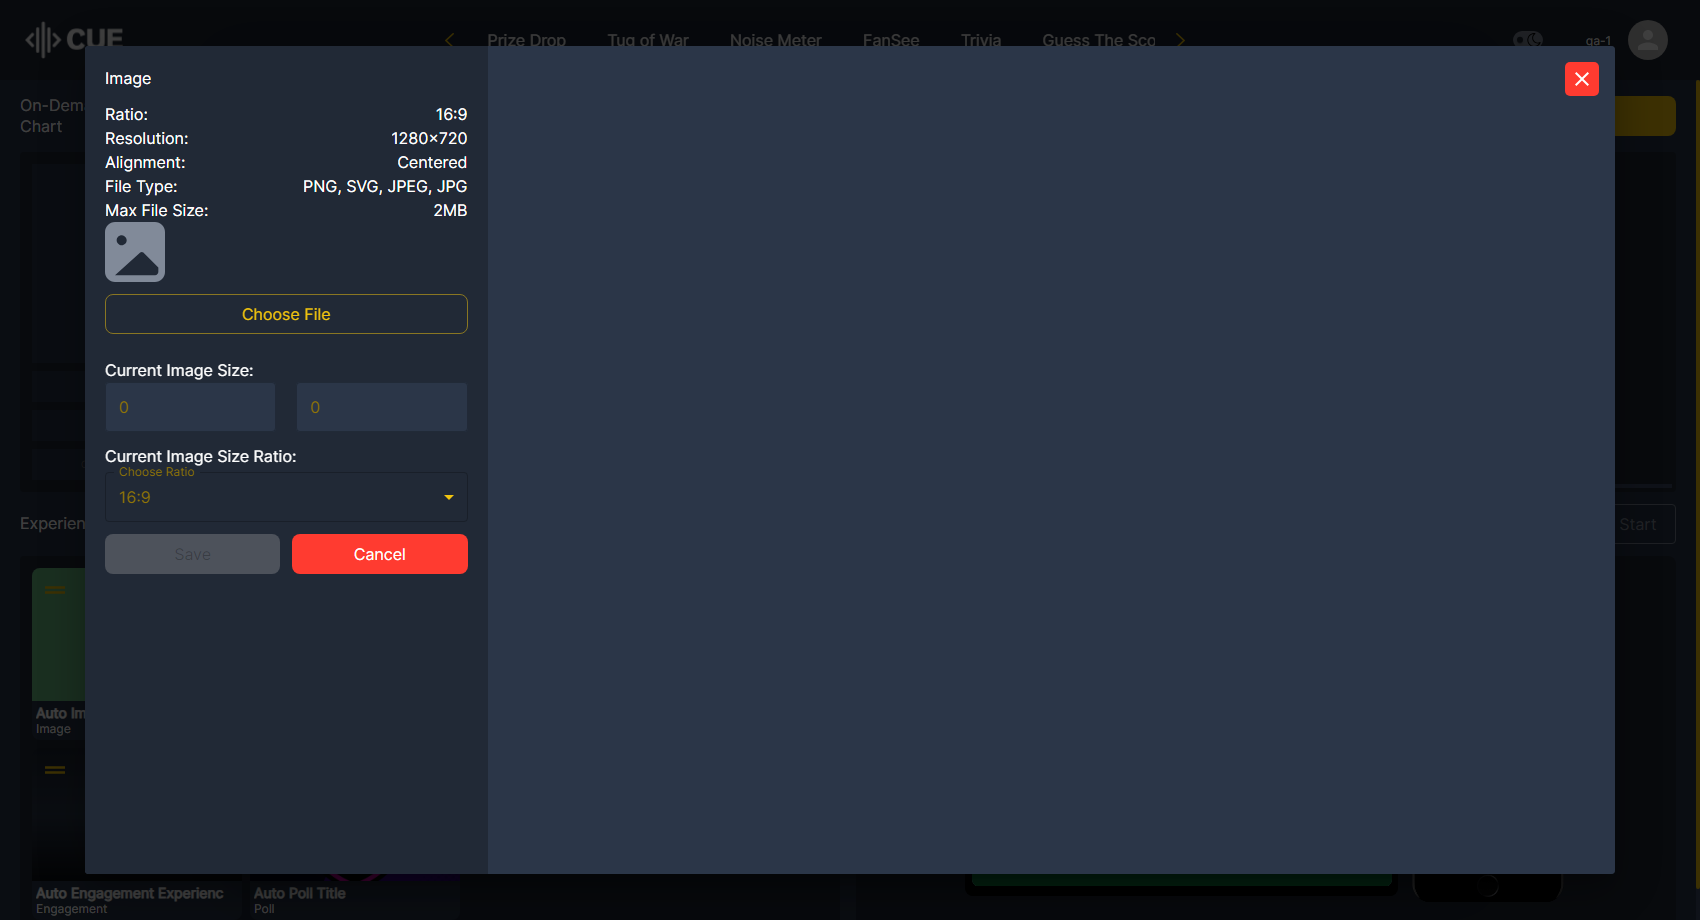 CUE
Prize Drop
Tug of War
Noise Meter
FanSee
Trivia
Guess The Sco
qa-1
On-Dem
Chart
Image
Ratio: 16:9
Resolution: 1280×720
Alignment: Centered
File Type: PNG, SVG, JPEG, JPG
Max File Size: 2MB
Choose File
Current Image Size:
0 0
Current Image Size Ratio:
Choose Ratio
16:9
Save Cancel
Experien
Start
Auto Im
Image
Auto Engagement Experienc
Engagement
Auto Poll Title
Poll